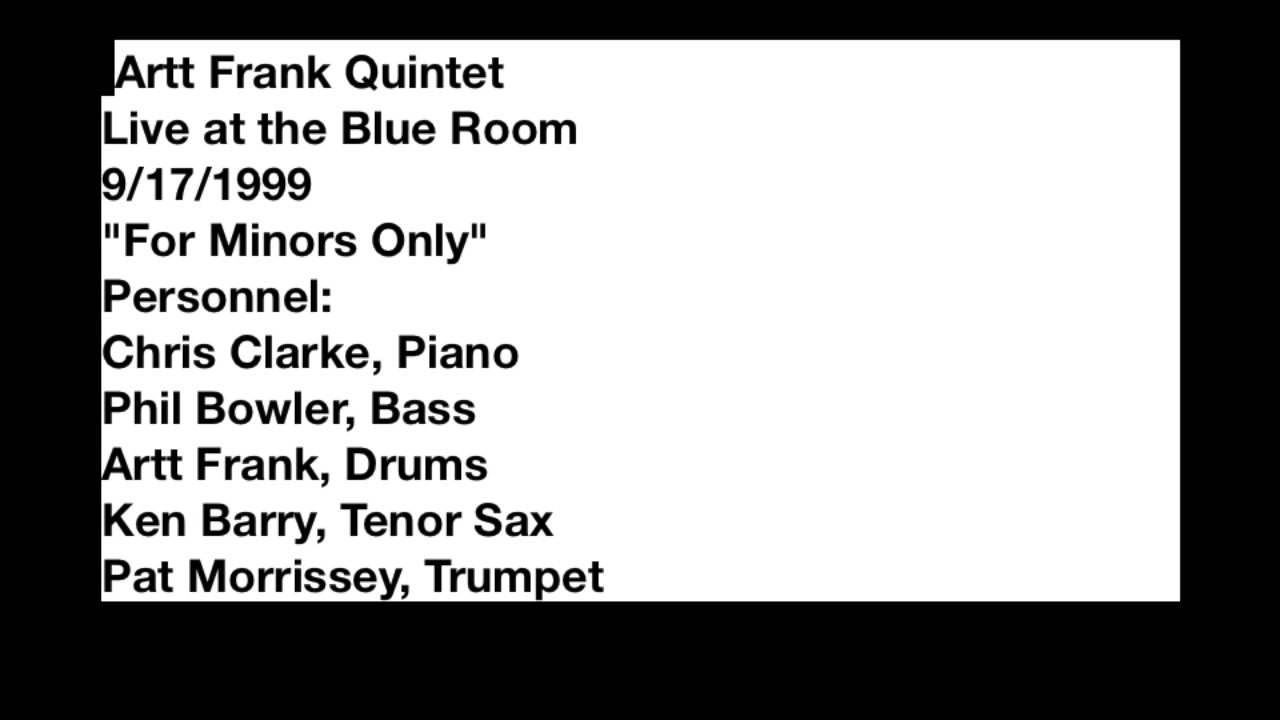 Artt Frank Quintet
Live at the Blue Room
9/17/1999
"For Minors Only"
Personnel:
Chris Clarke, Piano
Phil Bowler, Bass
Artt Frank, Drums
Ken Barry, Tenor Sax
Pat Morrissey, Trumpet